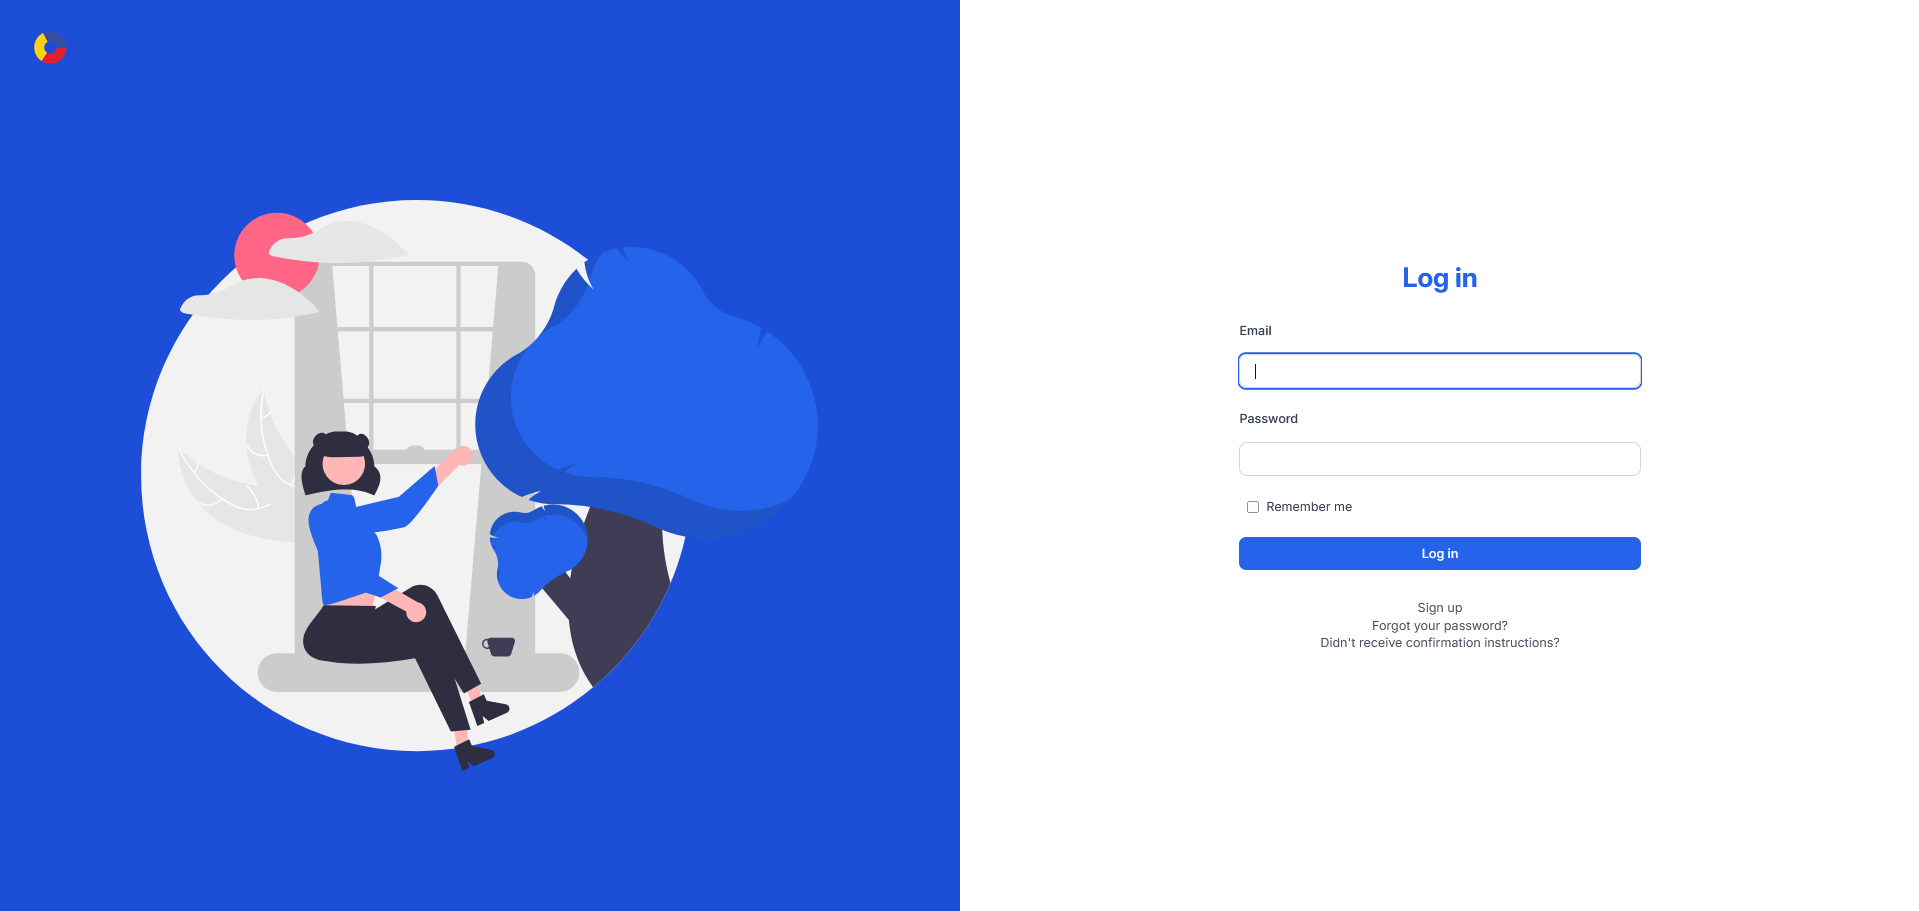 Log in
Email
Password
Remember me
Log in
Sign up
Forgot your password?
Didn't receive confirmation instructions?